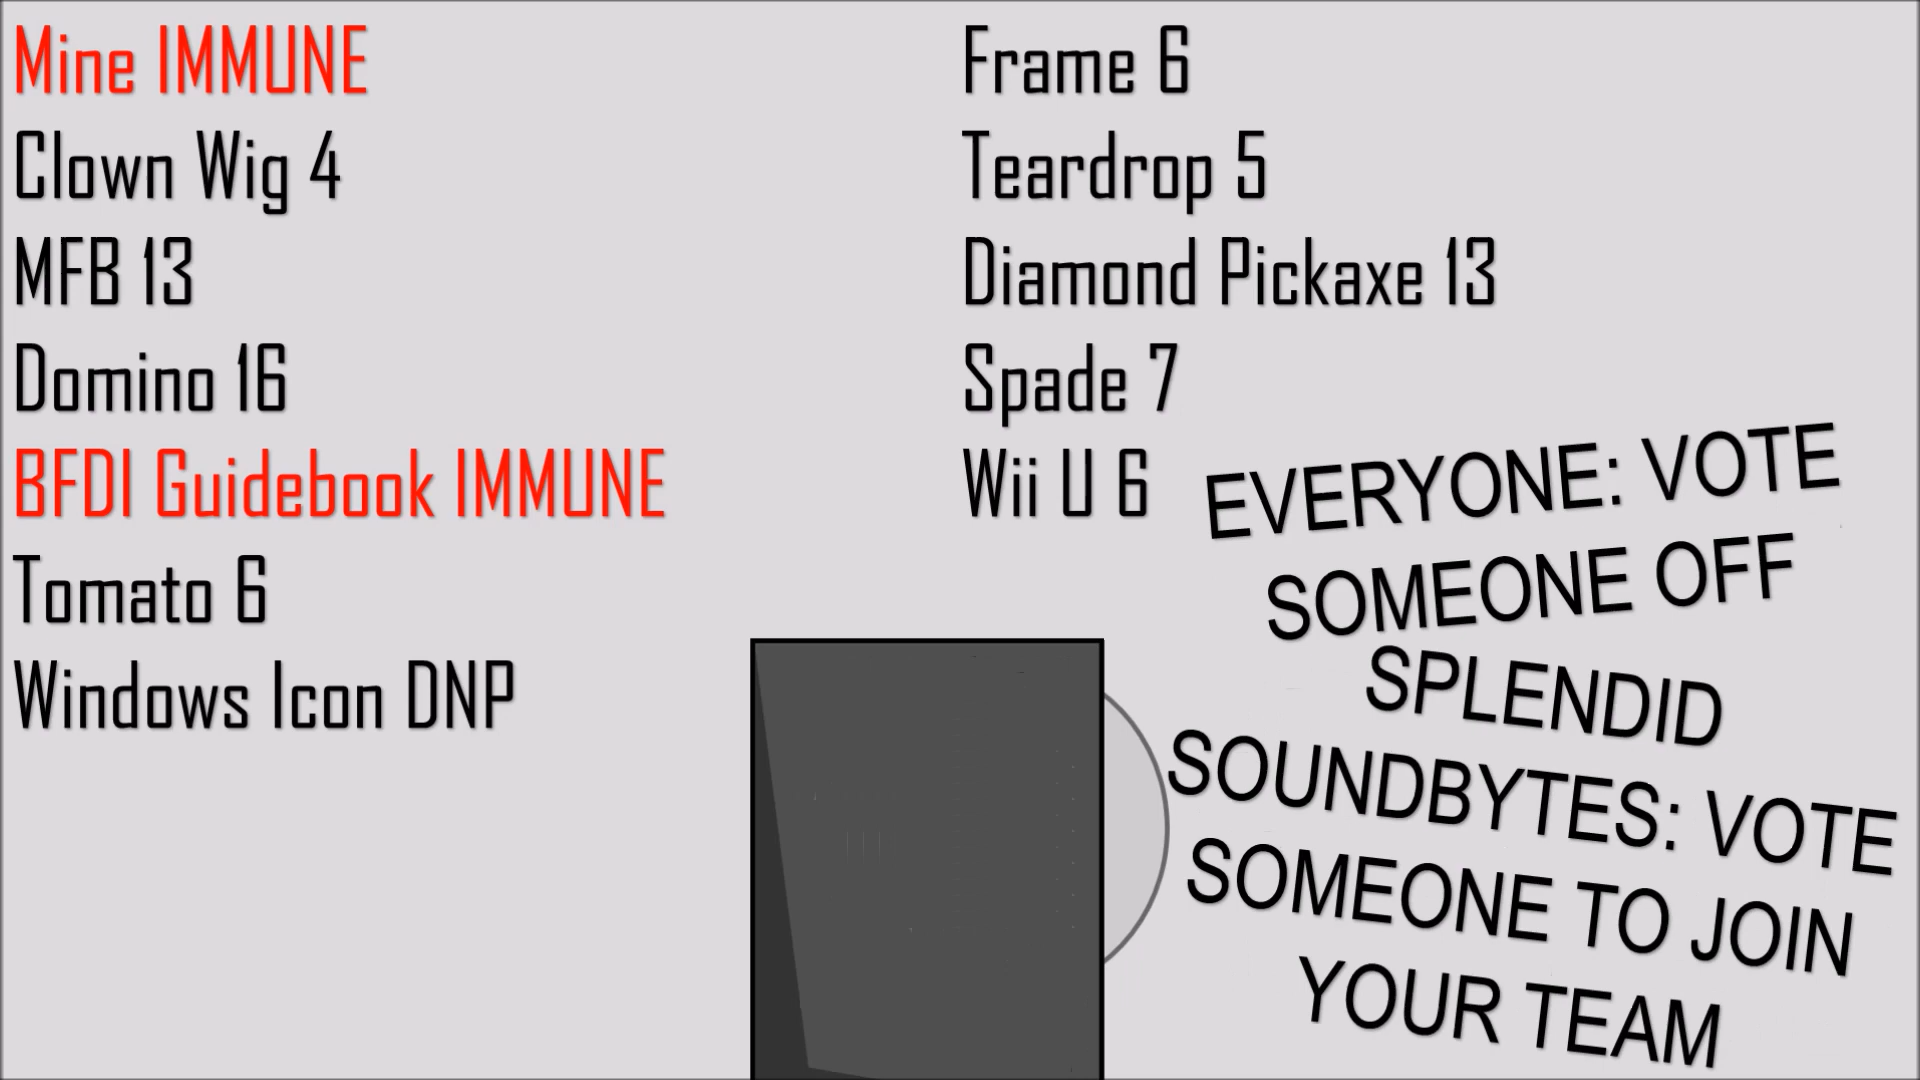 Mine IMMUNE
Clown Wig 4
MFB 13
Domino 16
BFDI Guidebook IMMUNE
Tomato 6
Windows Icon DNP
Frame 6
Teardrop 5
Diamond Pickaxe 13
Spade 7
Wii U 6
EVERYONE: VOTE
SOMEONE OFF
SPLENDID
SOUNDBYTES: VOTE
SOMEONE TO JOIN
YOUR TEAM